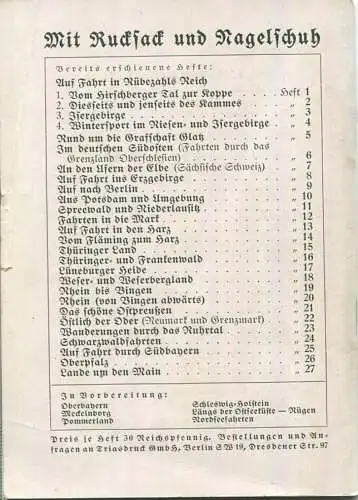 Mit Rucksack und Nagelschuh
Bereits erschienene Hefte:
Auf Fahrt in Rübezahls Reich
1. Vom Hirschberger Tal zur Koppe . . . . Heft 1
2. Diesseits und jenseits des Kammes . . . . „ 2
3. Isergebirge . . . . „ 3
4. Wintersport im Riesen- und Isergebirge . . . . „ 4
Rund um die Grafschaft Glatz . . . . „ 5
Im deutschen Südosten (Fahrten durch das
Grenzland Oberschlesien) . . . . „ 6
An den Ufern der Elbe (Sächsische Schweiz) . . „ 7
Auf Fahrt ins Erzgebirge . . . . „ 8
Auf nach Berlin . . . . „ 9
Aus Potsdam und Umgebung . . . . „ 10
Spreewald und Niederlausitz . . . . „ 11
Fahrten in die Mark . . . . „ 12
Auf Fahrt in den Harz . . . . „ 13
Vom Fläming zum Harz . . . . „ 14
Thüringer Land . . . . „ 15
Thüringer- und Frankenwald . . . . „ 16
Lüneburger Heide . . . . „ 17
Weser- und Weserbergland . . . . „ 18
Rhein bis Bingen . . . . „ 19
Rhein (von Bingen abwärts) . . . . „ 20
Das schöne Ostpreußen . . . . „ 21
Östlich der Oder (Neumark und Grenzmark) . . „ 22
Wanderungen durch das Ruhrtal . . . . „ 23
Schwarzwaldfahrten . . . . „ 24
Auf Fahrt durch Südbayern . . . . „ 25
Oberpfalz . . . . „ 26
Lande um den Main . . . . „ 27
In Vorbereitung:
Oberbayern Schleswig-Holstein
Mecklenborg Längs der Ostseeküste — Rügen
Pommerland Nordseefahrten
Preis je Heft 30 Reichspfennig. Bestellungen und An-
fragen an Triasdruck GmbH, Berlin SW 19, Dresdener Str. 97